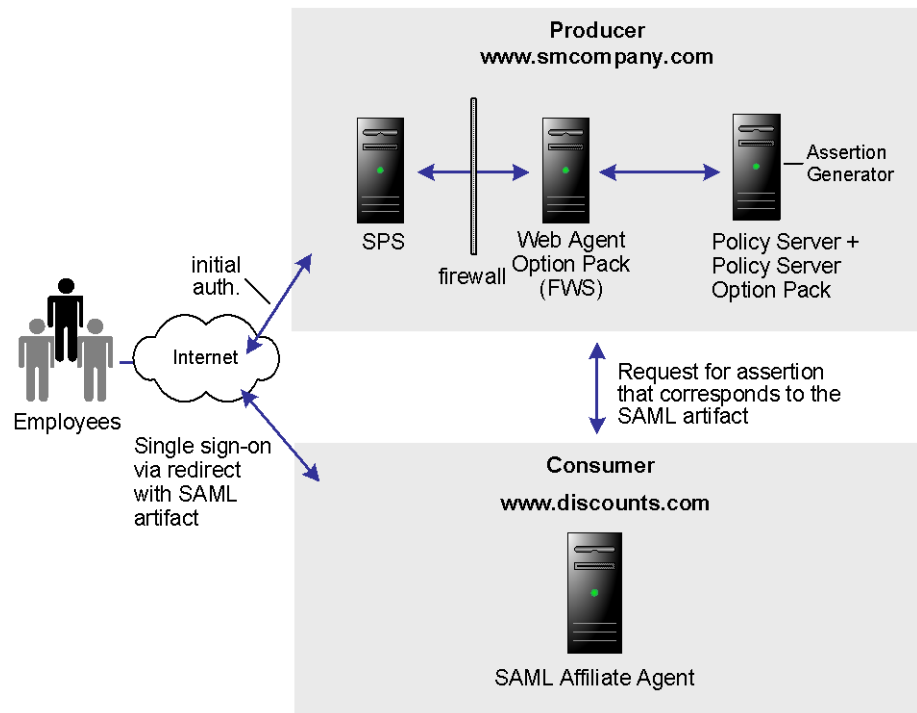 Producer
www.smcompany.com
Assertion
Generator
SPS
firewall
Web Agent
Option Pack
(FWS)
Policy Server +
Policy Server
Option Pack
initial
auth.
Internet
Employees
Single sign-on
via redirect
with SAML
artifact
Request for assertion
that corresponds to the
SAML artifact
Consumer
www.discounts.com
SAML Affiliate Agent